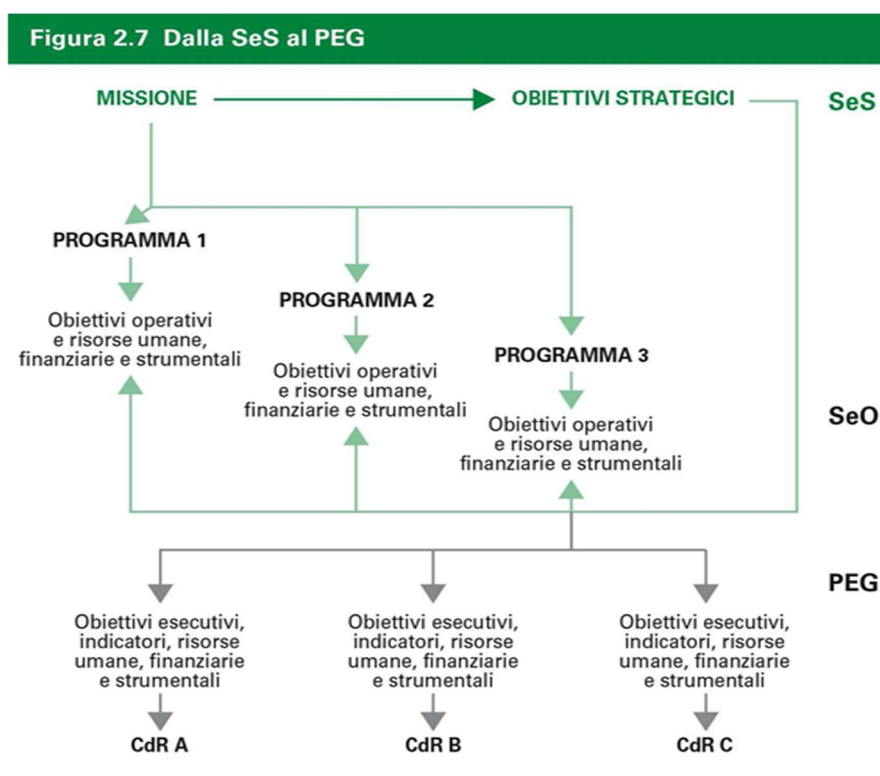 Figura 2.7 Dalla SeS al PEG
MISSIONE
OBIETTIVI STRATEGICI
SeS
PROGRAMMA 1
Obiettivi operativi
e risorse umane,
finanziarie e strumentali
PROGRAMMA 2
Obiettivi operativi
e risorse umane,
finanziarie e strumentali
PROGRAMMA 3
Obiettivi operativi
e risorse umane,
finanziarie e strumentali
SeO
PEG
Obiettivi esecutivi,
indicatori, risorse
umane, finanziarie
e strumentali
CdR A
Obiettivi esecutivi,
indicatori, risorse
umane, finanziarie
e strumentali
CdR B
Obiettivi esecutivi,
indicatori, risorse
umane, finanziarie
e strumentali
CdR C